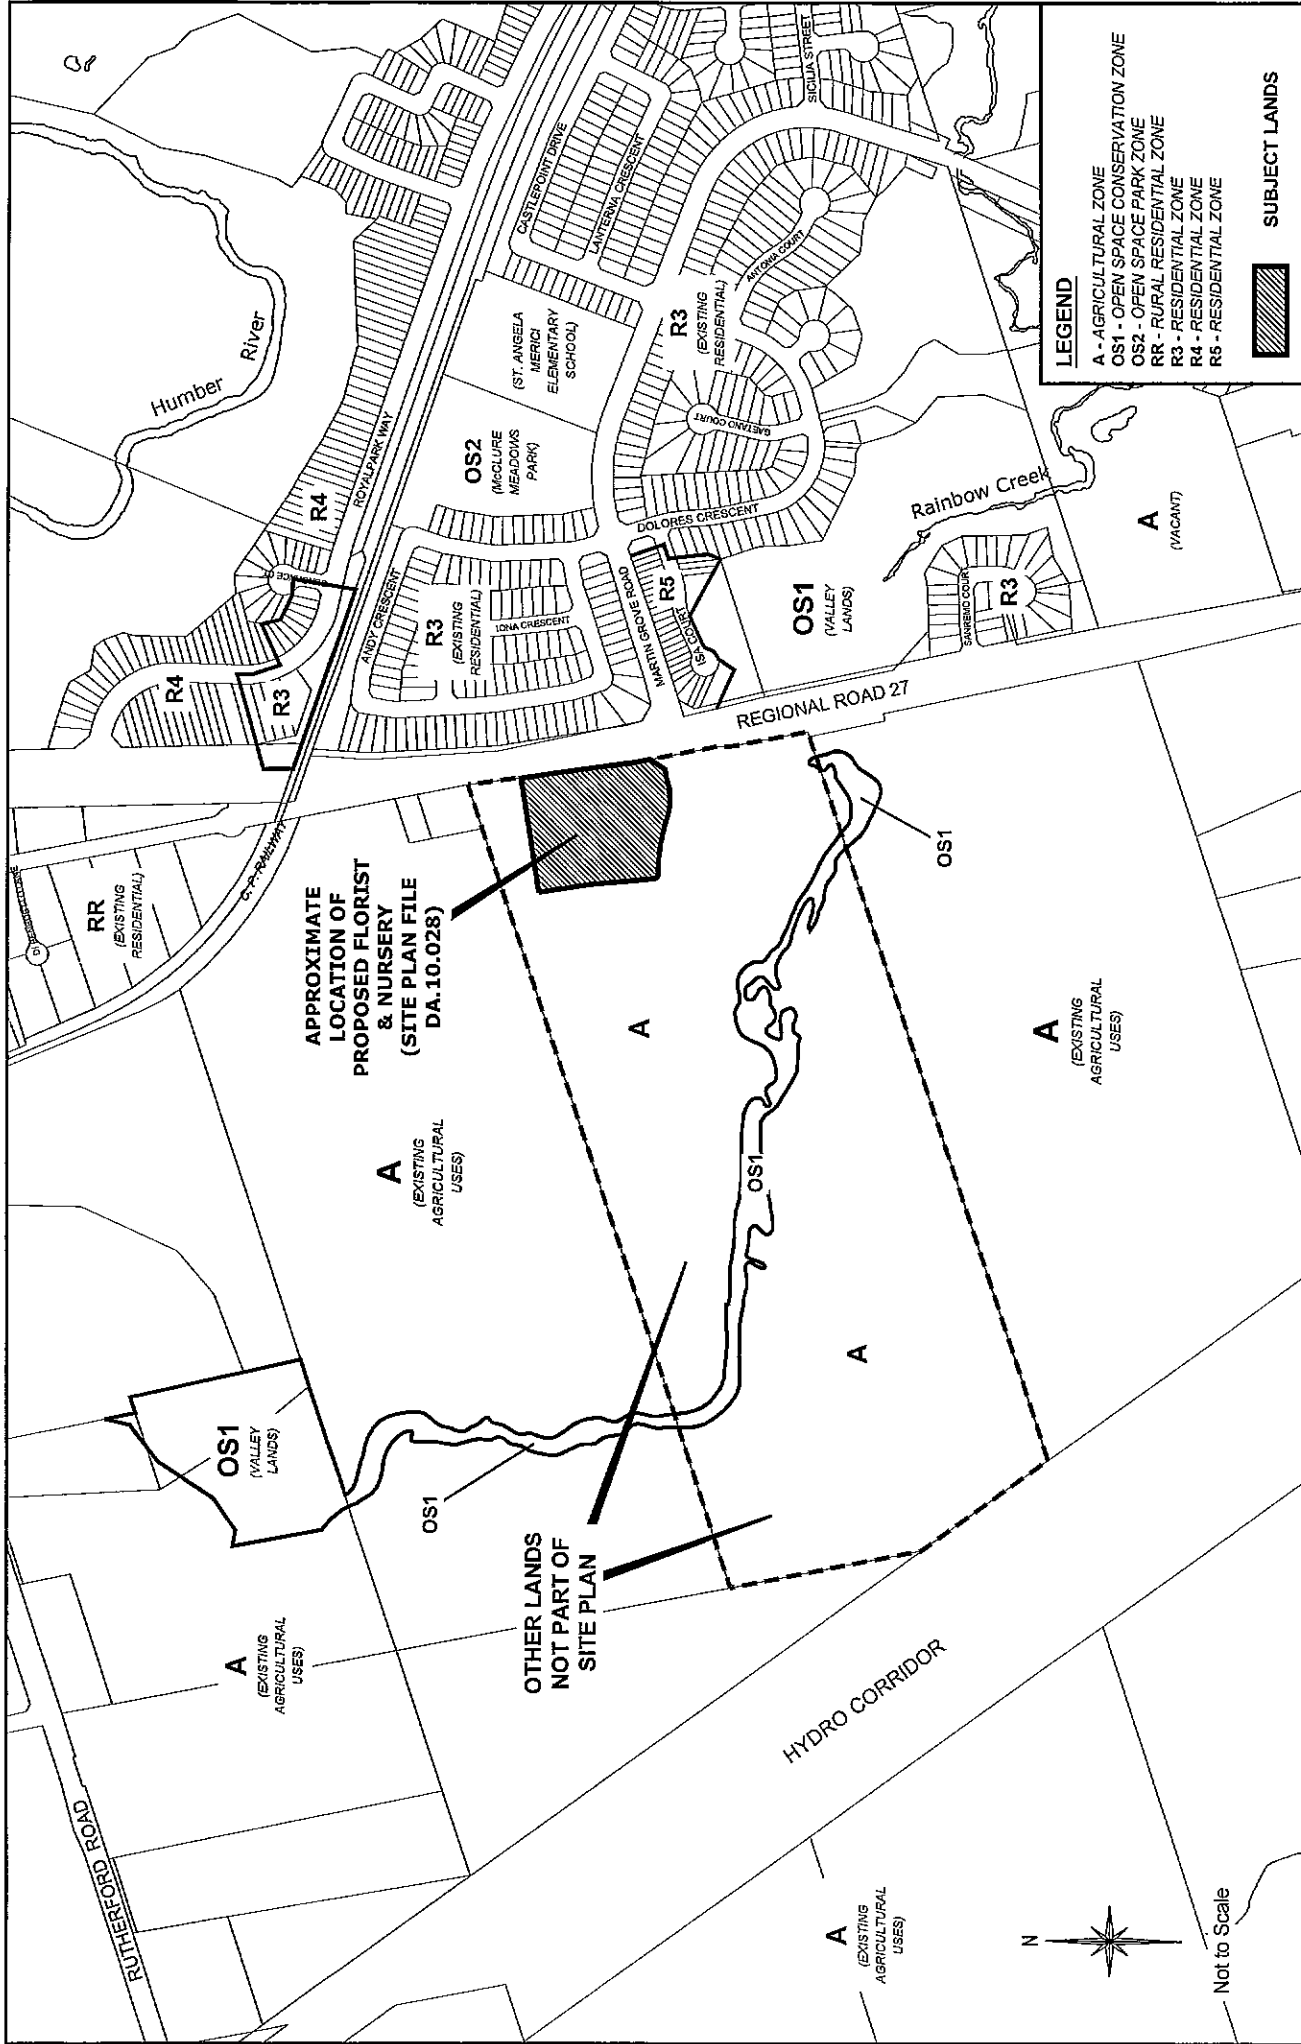 RUTHERFORD ROAD
A
(EXISTING
AGRICULTURAL
USES)
OS1
(VALLEY
LANDS)
OS1
A
(EXISTING
AGRICULTURAL
USES)
RR
(EXISTING
RESIDENTIAL)
C.P. RAILWAY
APPROXIMATE
LOCATION OF
PROPOSED FLORIST
& NURSERY
(SITE PLAN FILE
DA.10.028)
OTHER LANDS
NOT PART OF
SITE PLAN
A
OS1
A
OS1
A
(EXISTING
AGRICULTURAL
USES)
HYDRO CORRIDOR
A
(EXISTING
AGRICULTURAL
USES)
N
Not to Scale
Humber
River
R4
R3
R4
ROYALPARK WAY
ANDY CRESCENT
R3
(EXISTING
RESIDENTIAL)
IONA CRESCENT
OS2
(McCLURE
MEADOWS
PARK)
(ST. ANGELA
MERICI
ELEMENTARY
SCHOOL)
CASTLEPOINT DRIVE
LANTERNA CRESCENT
SICILIA STREET
R3
(EXISTING
RESIDENTIAL)
ANTONIA COURT
GAETANO COURT
DOLORES CRESCENT
MARTIN GROVE ROAD
R5
ISA COURT
REGIONAL ROAD 27
OS1
(VALLEY
LANDS)
Rainbow Creek
SANREMO COURT
R3
A
(VACANT)
LEGEND
A - AGRICULTURAL ZONE
OS1 - OPEN SPACE CONSERVATION ZONE
OS2 - OPEN SPACE PARK ZONE
RR - RURAL RESIDENTIAL ZONE
R3 - RESIDENTIAL ZONE
R4 - RESIDENTIAL ZONE
R5 - RESIDENTIAL ZONE
SUBJECT LANDS